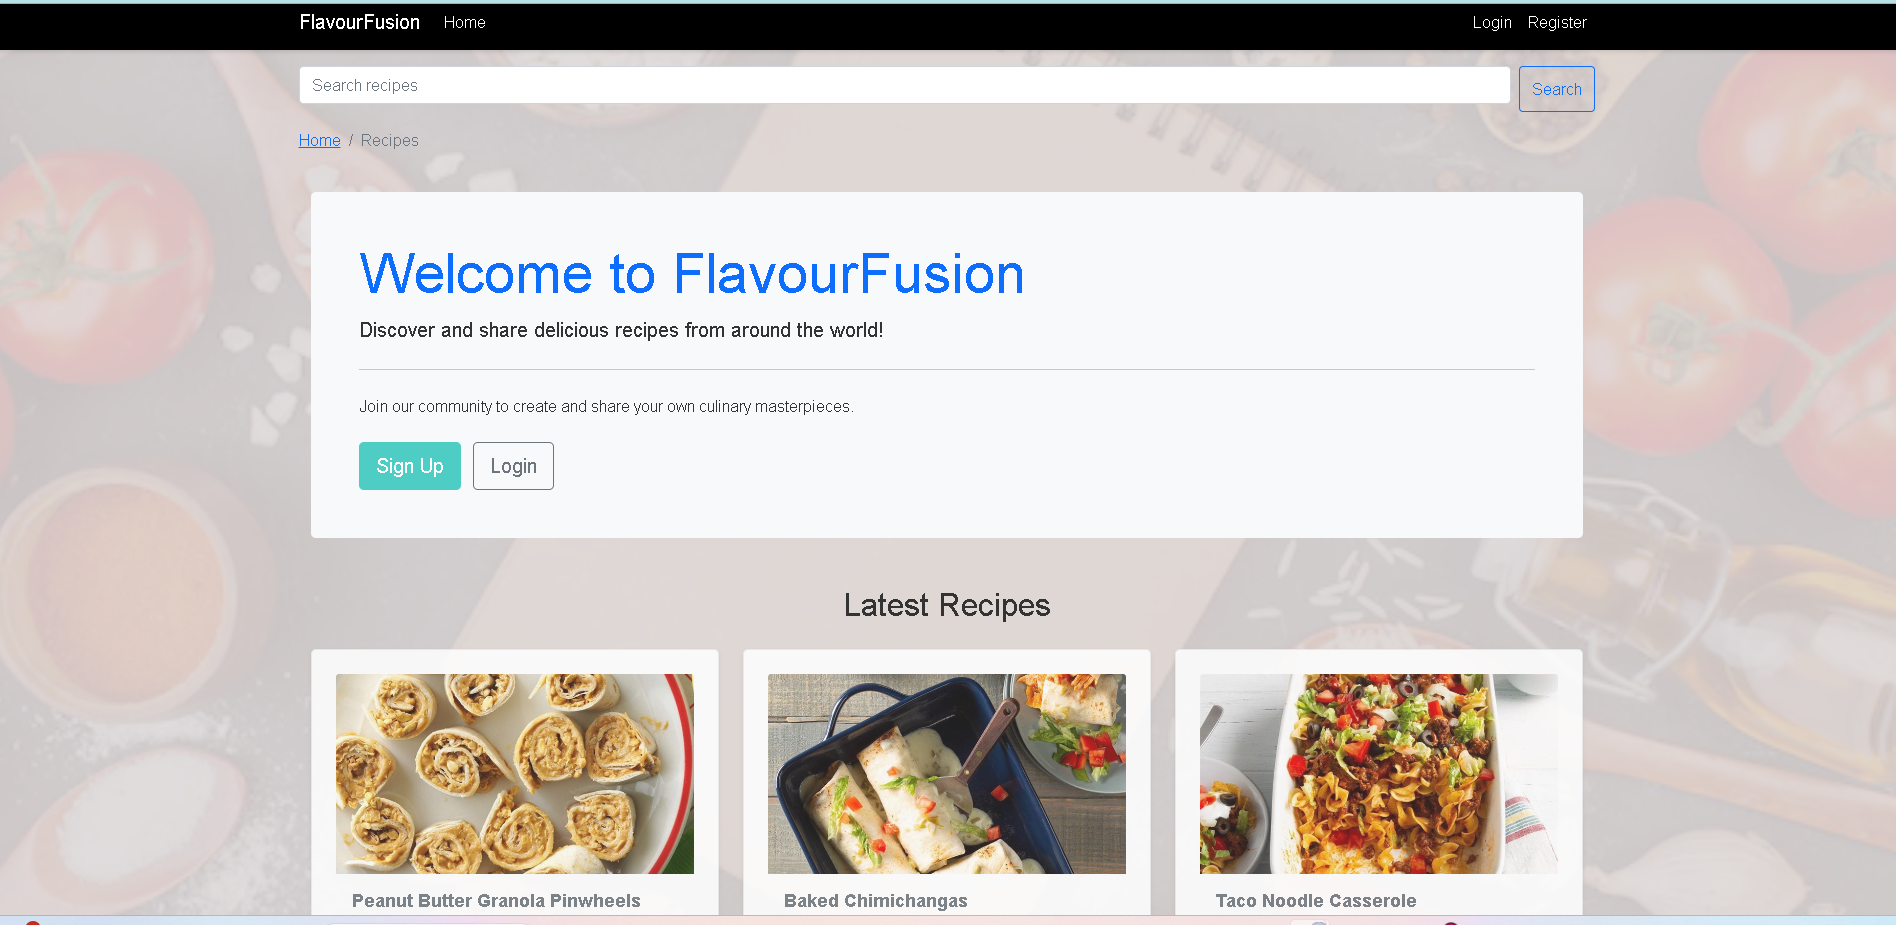 FlavourFusion Home Login Register
Search recipes Search
Home / Recipes
Welcome to FlavourFusion
Discover and share delicious recipes from around the world!
Join our community to create and share your own culinary masterpieces.
Sign Up Login
Latest Recipes
Peanut Butter Granola Pinwheels Baked Chimichangas Taco Noodle Casserole